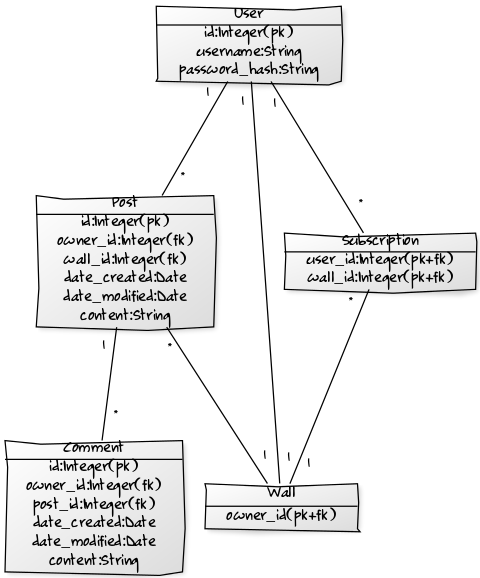 User
id:Integer(pk)
username:String
password_hash:String
1
1
1
*
*
Post
id:Integer(pk)
owner_id:Integer(fk)
wall_id:Integer(fk)
date_created:Date
date_modified:Date
content:String
Subscription
user_id:Integer(pk+fk)
wall_id:Integer(pk+fk)
*
1
*
*
Comment
id:Integer(pk)
owner_id:Integer(fk)
post_id:Integer(fk)
date_created:Date
date_modified:Date
content:String
1
1
1
Wall
owner_id(pk+fk)